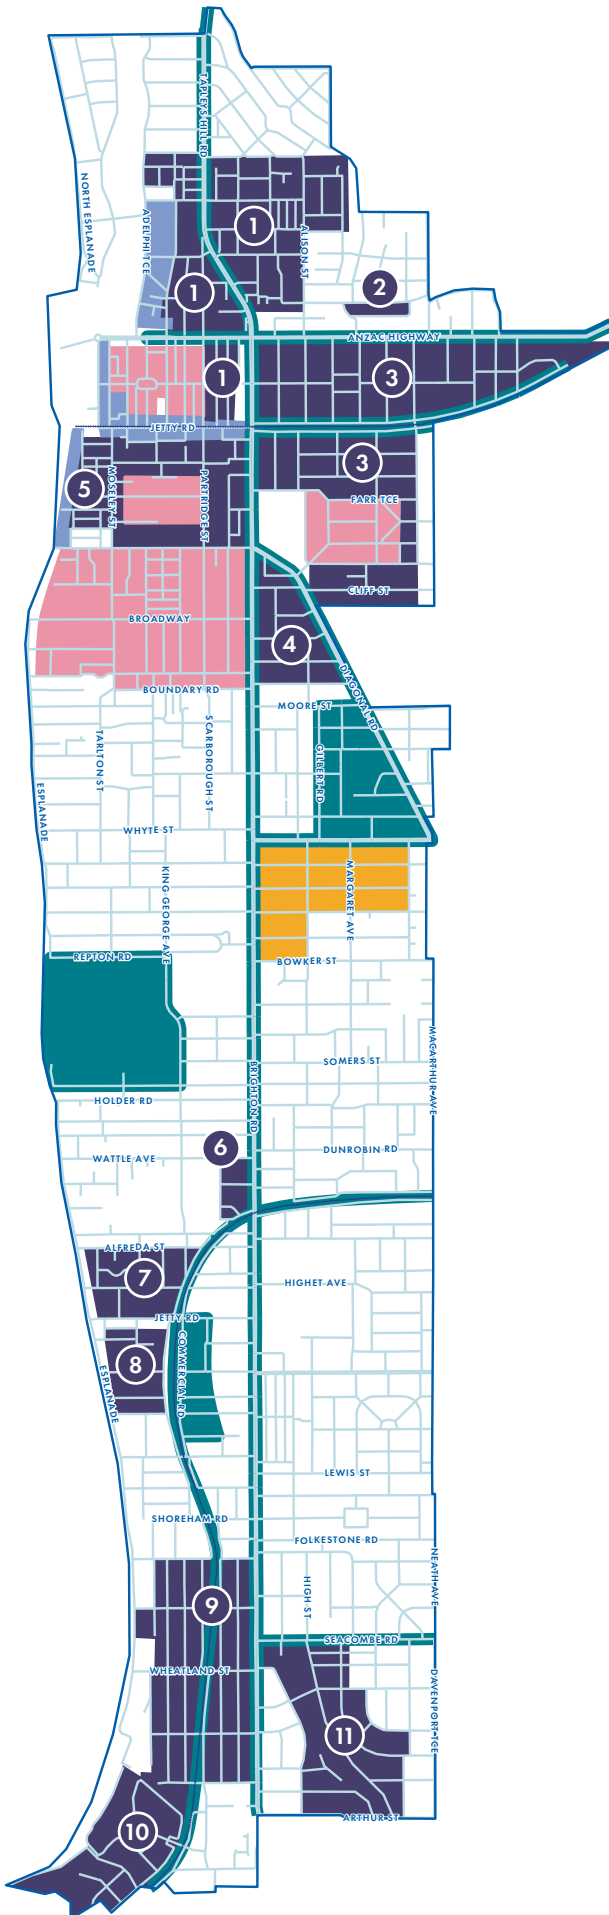 TAPLEYS HILL RD
NORTH ESPLANADE
ADELPHI TCE
1
ALISON ST
2
1
ANZAC HIGHWAY
1
3
JETTY RD
3
5
MOSELEY ST
PARTRIDGE ST
FARR TCE
CLIFF ST
BROADWAY
4
BOUNDARY RD
MOORE ST
DIAGONAL RD
TARLTON ST
SCARBOROUGH ST
GILBERT RD
ESPLANADE
WHYTE ST
KING GEORGE AVE
MARGARET AVE
REPTON RD
BOWKER ST
MACARTHUR AVE
SOMERS ST
BRIGHTON RD
HOLDER RD
6
WATTLE AVE
DUNROBIN RD
ALFREDA ST
7
HIGHET AVE
JETTY RD
COMMERCIAL RD
8
ESPLANADE
LEWIS ST
SHOREHAM RD
FOLKESTONE RD
NEATH AVE
HIGH ST
9
SEACOMBE RD
WHEATLAND ST
DAVENPORT TCE
11
ARTHUR ST
10